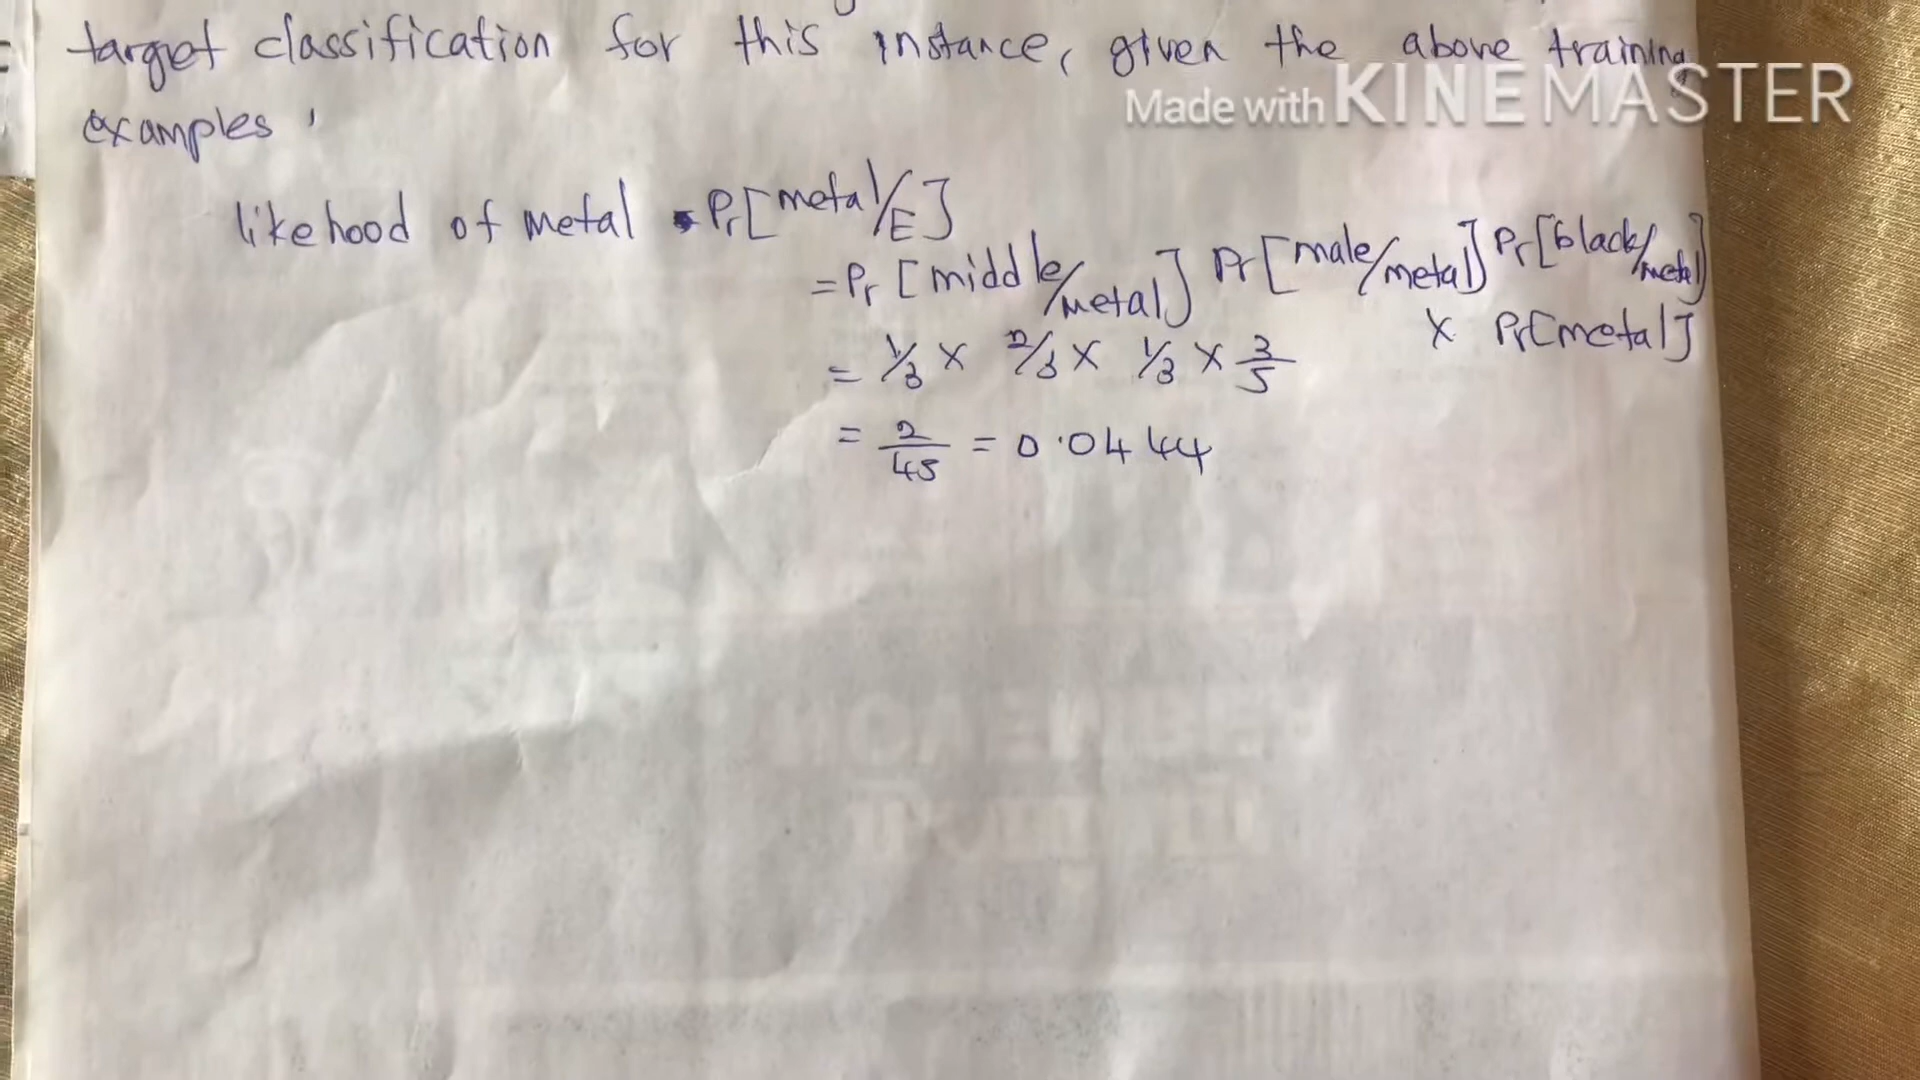 target classification for this instance, given the above training
examples.
Made with KINEMASTER
likehood of metal = Pr[metal/E]
= Pr [middle/metal] Pr[male/metal] Pr[black/metal]
x Pr[metal]
= 1/3 x 2/3 x 1/3 x 3/5
= 2/45 = 0.0444